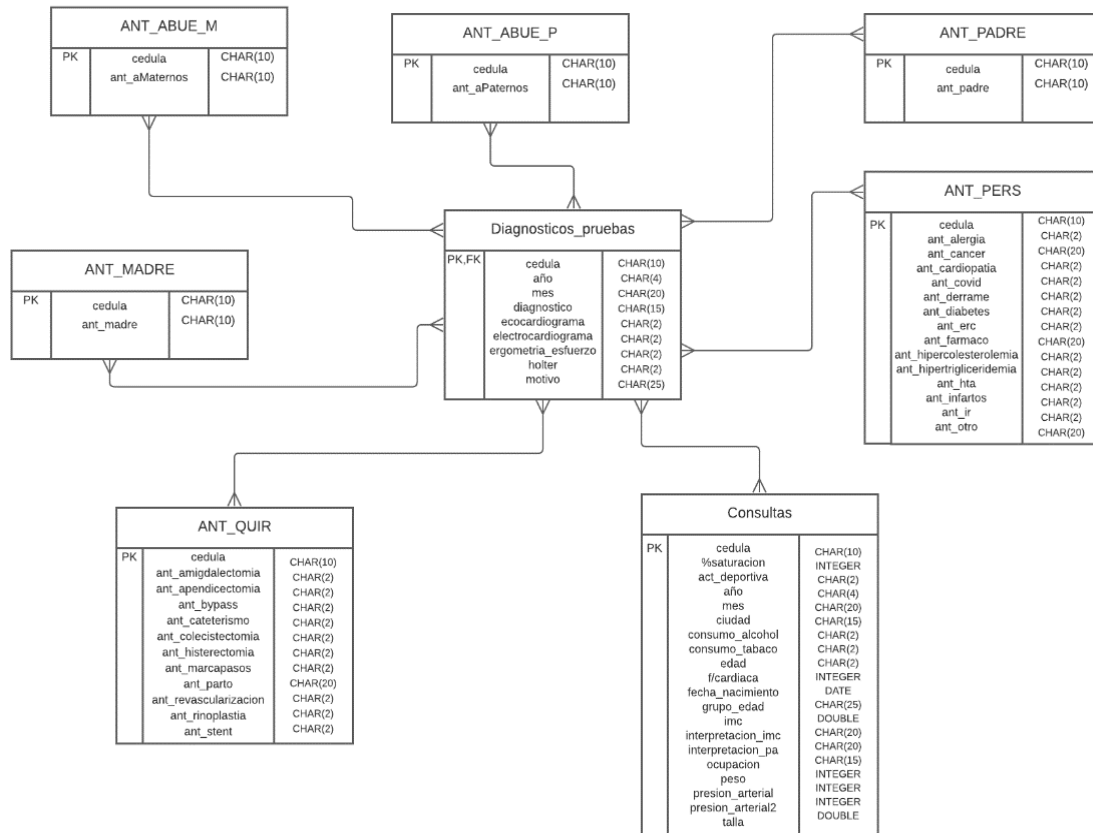 ANT_ABUE_M
PK cedula CHAR(10)
ant_aMaternos CHAR(10)
ANT_ABUE_P
PK cedula CHAR(10)
ant_aPaternos CHAR(10)
ANT_PADRE
PK cedula CHAR(10)
ant_padre CHAR(10)
ANT_MADRE
PK cedula CHAR(10)
ant_madre CHAR(10)
Diagnosticos_pruebas
PK,FK cedula CHAR(10)
año CHAR(4)
mes CHAR(20)
diagnostico CHAR(15)
ecocardiograma CHAR(2)
electrocardiograma CHAR(2)
ergometria_esfuerzo CHAR(2)
holter CHAR(2)
motivo CHAR(25)
ANT_PERS
PK cedula CHAR(10)
ant_alergia CHAR(2)
ant_cancer CHAR(20)
ant_cardiopatia CHAR(2)
ant_covid CHAR(2)
ant_derrame CHAR(2)
ant_diabetes CHAR(2)
ant_erc CHAR(2)
ant_farmaco CHAR(20)
ant_hipercolesterolemia CHAR(2)
ant_hipertrigliceridemia CHAR(2)
ant_hta CHAR(2)
ant_infartos CHAR(2)
ant_ir CHAR(2)
ant_otro CHAR(20)
ANT_QUIR
PK cedula CHAR(10)
ant_amigdalectomia CHAR(2)
ant_apendicectomia CHAR(2)
ant_bypass CHAR(2)
ant_cateterismo CHAR(2)
ant_colecistectomia CHAR(2)
ant_histerectomia CHAR(2)
ant_marcapasos CHAR(2)
ant_parto CHAR(20)
ant_revascularizacion CHAR(2)
ant_rinoplastia CHAR(2)
ant_stent CHAR(2)
Consultas
PK cedula CHAR(10)
%saturacion INTEGER
act_deportiva CHAR(2)
año CHAR(4)
mes CHAR(20)
ciudad CHAR(15)
consumo_alcohol CHAR(2)
consumo_tabaco CHAR(2)
edad CHAR(2)
f/cardiaca INTEGER
fecha_nacimiento DATE
grupo_edad CHAR(25)
imc DOUBLE
interpretacion_imc CHAR(20)
interpretacion_pa CHAR(20)
ocupacion CHAR(15)
peso INTEGER
presion_arterial INTEGER
presion_arterial2 INTEGER
talla DOUBLE